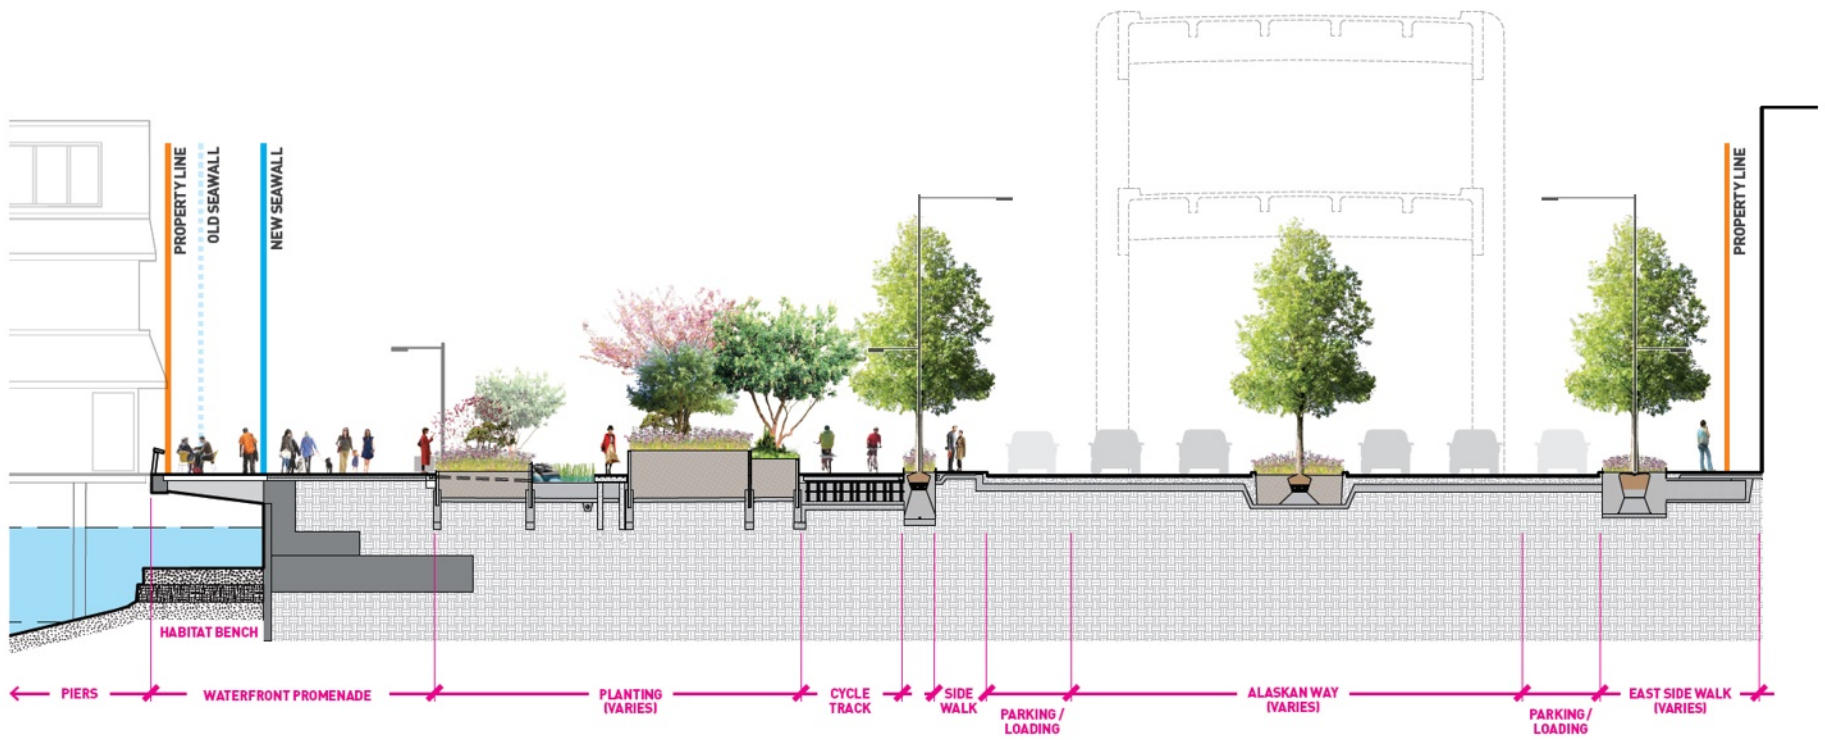 PROPERTY LINE
OLD SEAWALL
NEW SEAWALL
PROPERTY LINE
HABITAT BENCH
PIERS
WATERFRONT PROMENADE
PLANTING
(VARIES)
CYCLE
TRACK
SIDE
WALK
PARKING /
LOADING
ALASKAN WAY
(VARIES)
PARKING /
LOADING
EAST SIDE WALK
(VARIES)